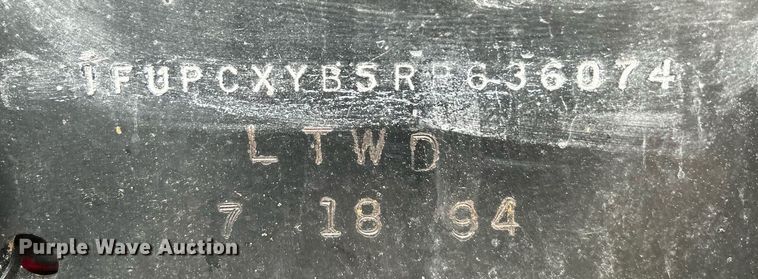 1FUPCXYB5RP636074
LTWD
7 18 94
Purple Wave Auction